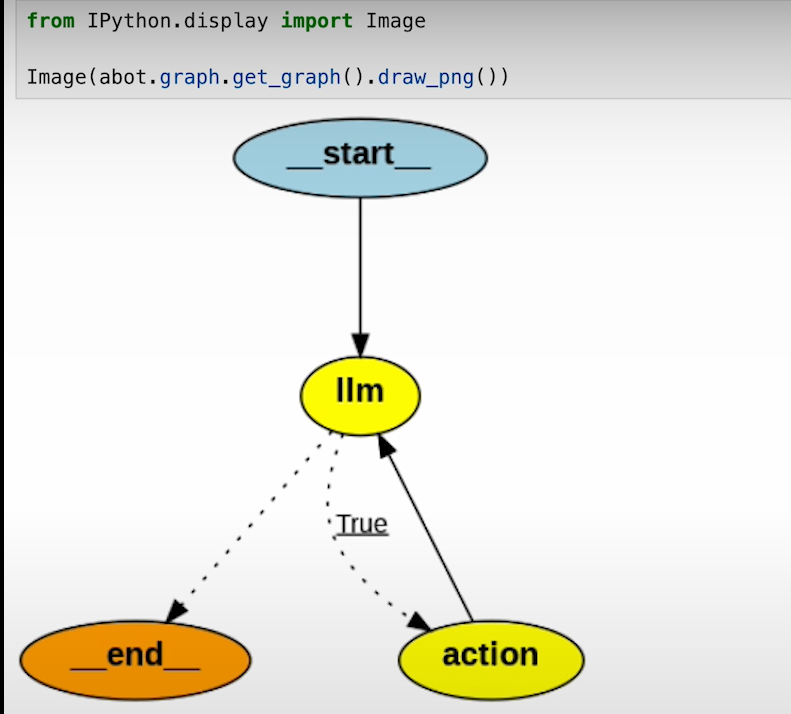 from IPython.display import Image
Image(abot.graph.get_graph().draw_png())
__start__
llm
True
__end__
action